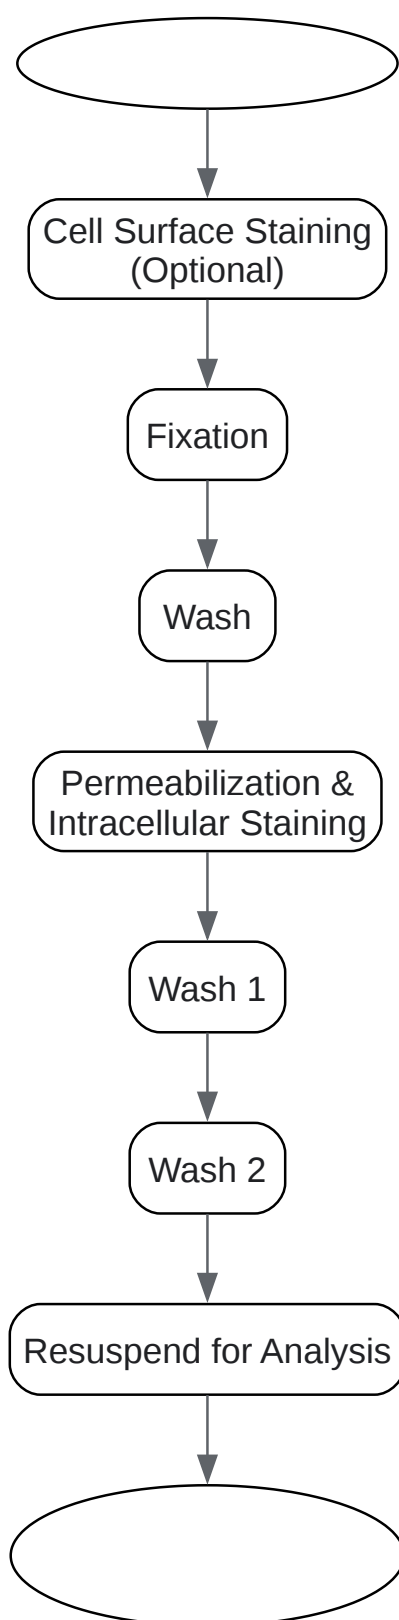 Cell Surface Staining
(Optional)
Fixation
Wash
Permeabilization &
Intracellular Staining
Wash 1
Wash 2
Resuspend for Analysis